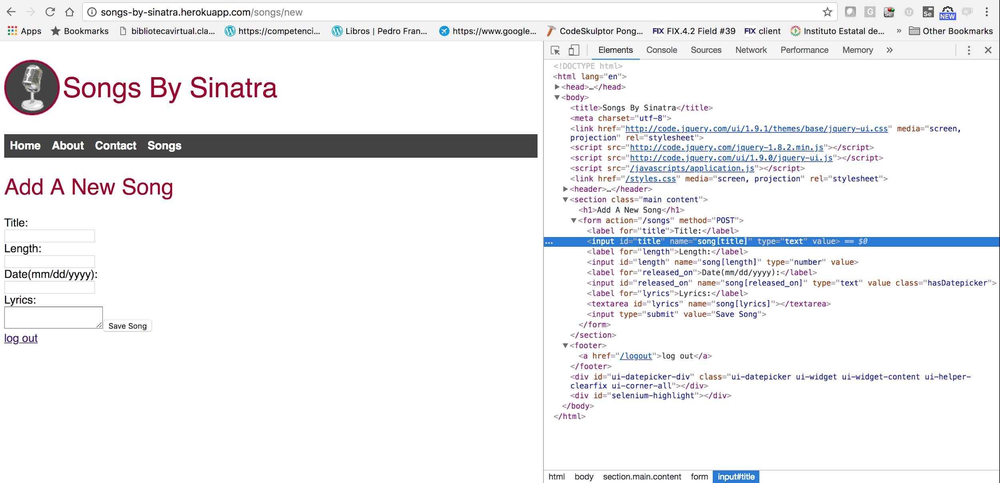 songs-by-sinatra.herokuapp.com/songs/new
G Se U Se NEW a
Apps Bookmarks bibliotecavirtual.cla... https://competenci... Libros | Pedro Fran... https://www.google... CodeSkulptor Pong... FIX FIX.4.2 Field #39 FIX client Instituto Estatal de... » Other Bookmarks
Songs By Sinatra
Home About Contact Songs
Add A New Song
Title:
Length:
Date(mm/dd/yyyy):
Lyrics:
Save Song
log out
Elements Console Sources Network Performance Memory »
<!DOCTYPE html>
<html lang="en">
<head>…</head>
<body>
<title>Songs By Sinatra</title>
<meta charset="utf-8">
<link href="http://code.jquery.com/ui/1.9.1/themes/base/jquery-ui.css" media="screen,
projection" rel="stylesheet">
<script src="http://code.jquery.com/jquery-1.8.2.min.js"></script>
<script src="http://code.jquery.com/ui/1.9.0/jquery-ui.js"></script>
<script src="/javascripts/application.js"></script>
<link href="/styles.css" media="screen, projection" rel="stylesheet">
<header>…</header>
<section class="main content">
<h1>Add A New Song</h1>
<form action="/songs" method="POST">
<label for="title">Title:</label>
... <input id="title" name="song[title]" type="text" value> == $0
<label for="length">Length:</label>
<input id="length" name="song[length]" type="number" value>
<label for="released_on">Date(mm/dd/yyyy):</label>
<input id="released_on" name="song[released_on]" type="text" value class="hasDatepicker">
<label for="lyrics">Lyrics:</label>
<textarea id="lyrics" name="song[lyrics]"></textarea>
<input type="submit" value="Save Song">
</form>
</section>
<footer>
<a href="/logout">log out</a>
</footer>
<div id="ui-datepicker-div" class="ui-datepicker ui-widget ui-widget-content ui-helper-
clearfix ui-corner-all"></div>
<div id="selenium-highlight"></div>
</body>
</html>
html body section.main.content form input#title